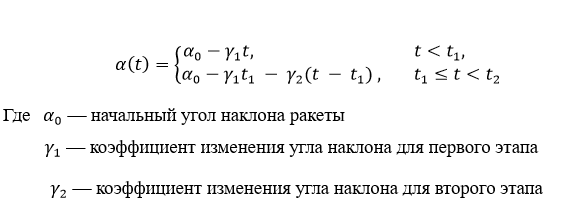 α(t) = {α₀ − γ₁t, t < t₁,
α₀ − γ₁t₁ − γ₂(t − t₁) , t₁ ≤ t < t₂
Где α₀ — начальный угол наклона ракеты
γ₁ — коэффициент изменения угла наклона для первого этапа
γ₂ — коэффициент изменения угла наклона для второго этапа